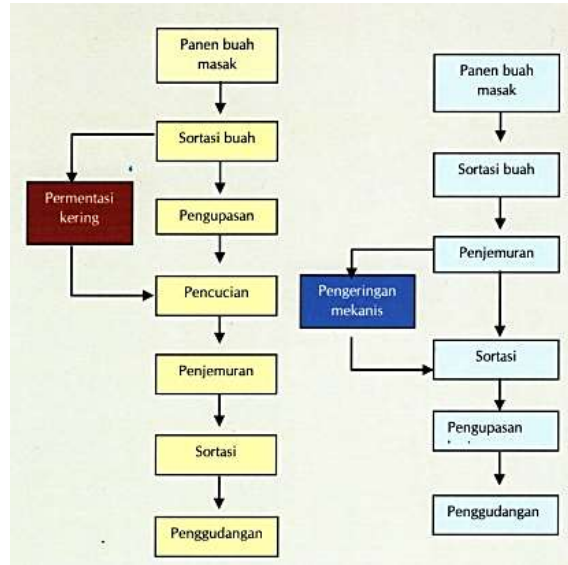 Panen buah
masak
Sortasi buah
Permentasi
kering
Pengupasan
Pencucian
Penjemuran
Sortasi
Penggudangan
Panen buah
masak
Sortasi buah
Penjemuran
Pengeringan
mekanis
Sortasi
Pengupasan
Penggudangan